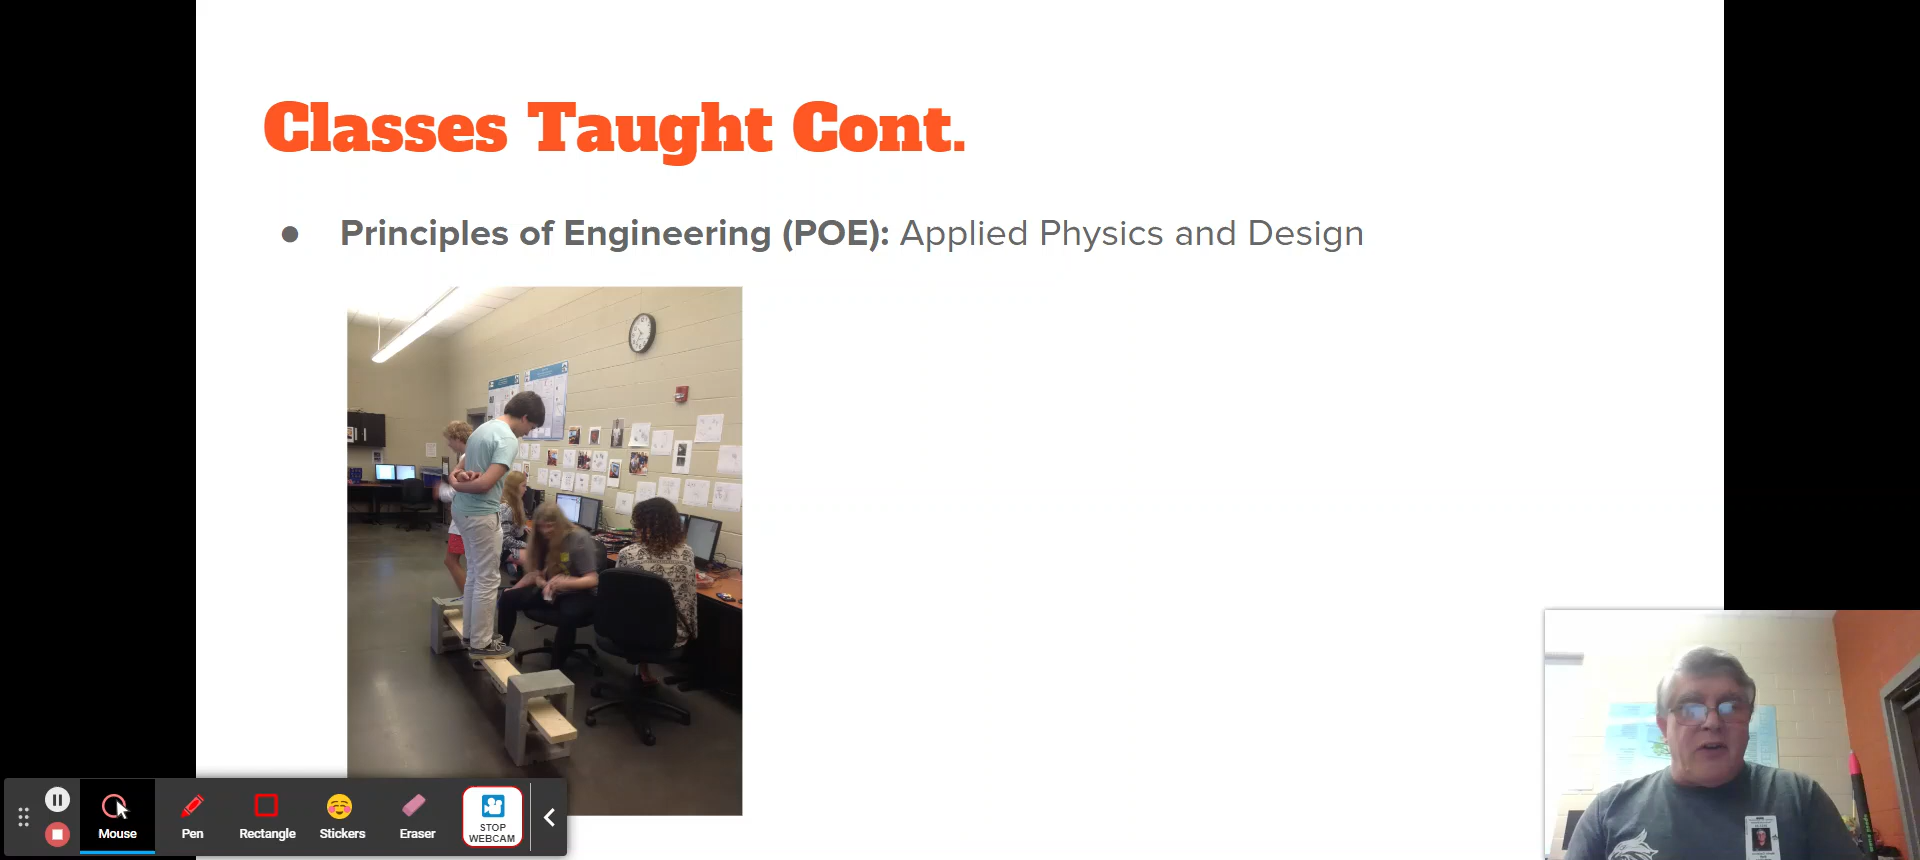 Classes Taught Cont.
● Principles of Engineering (POE): Applied Physics and Design
Mouse
Pen
Rectangle
Stickers
Eraser
STOP
WEBCAM